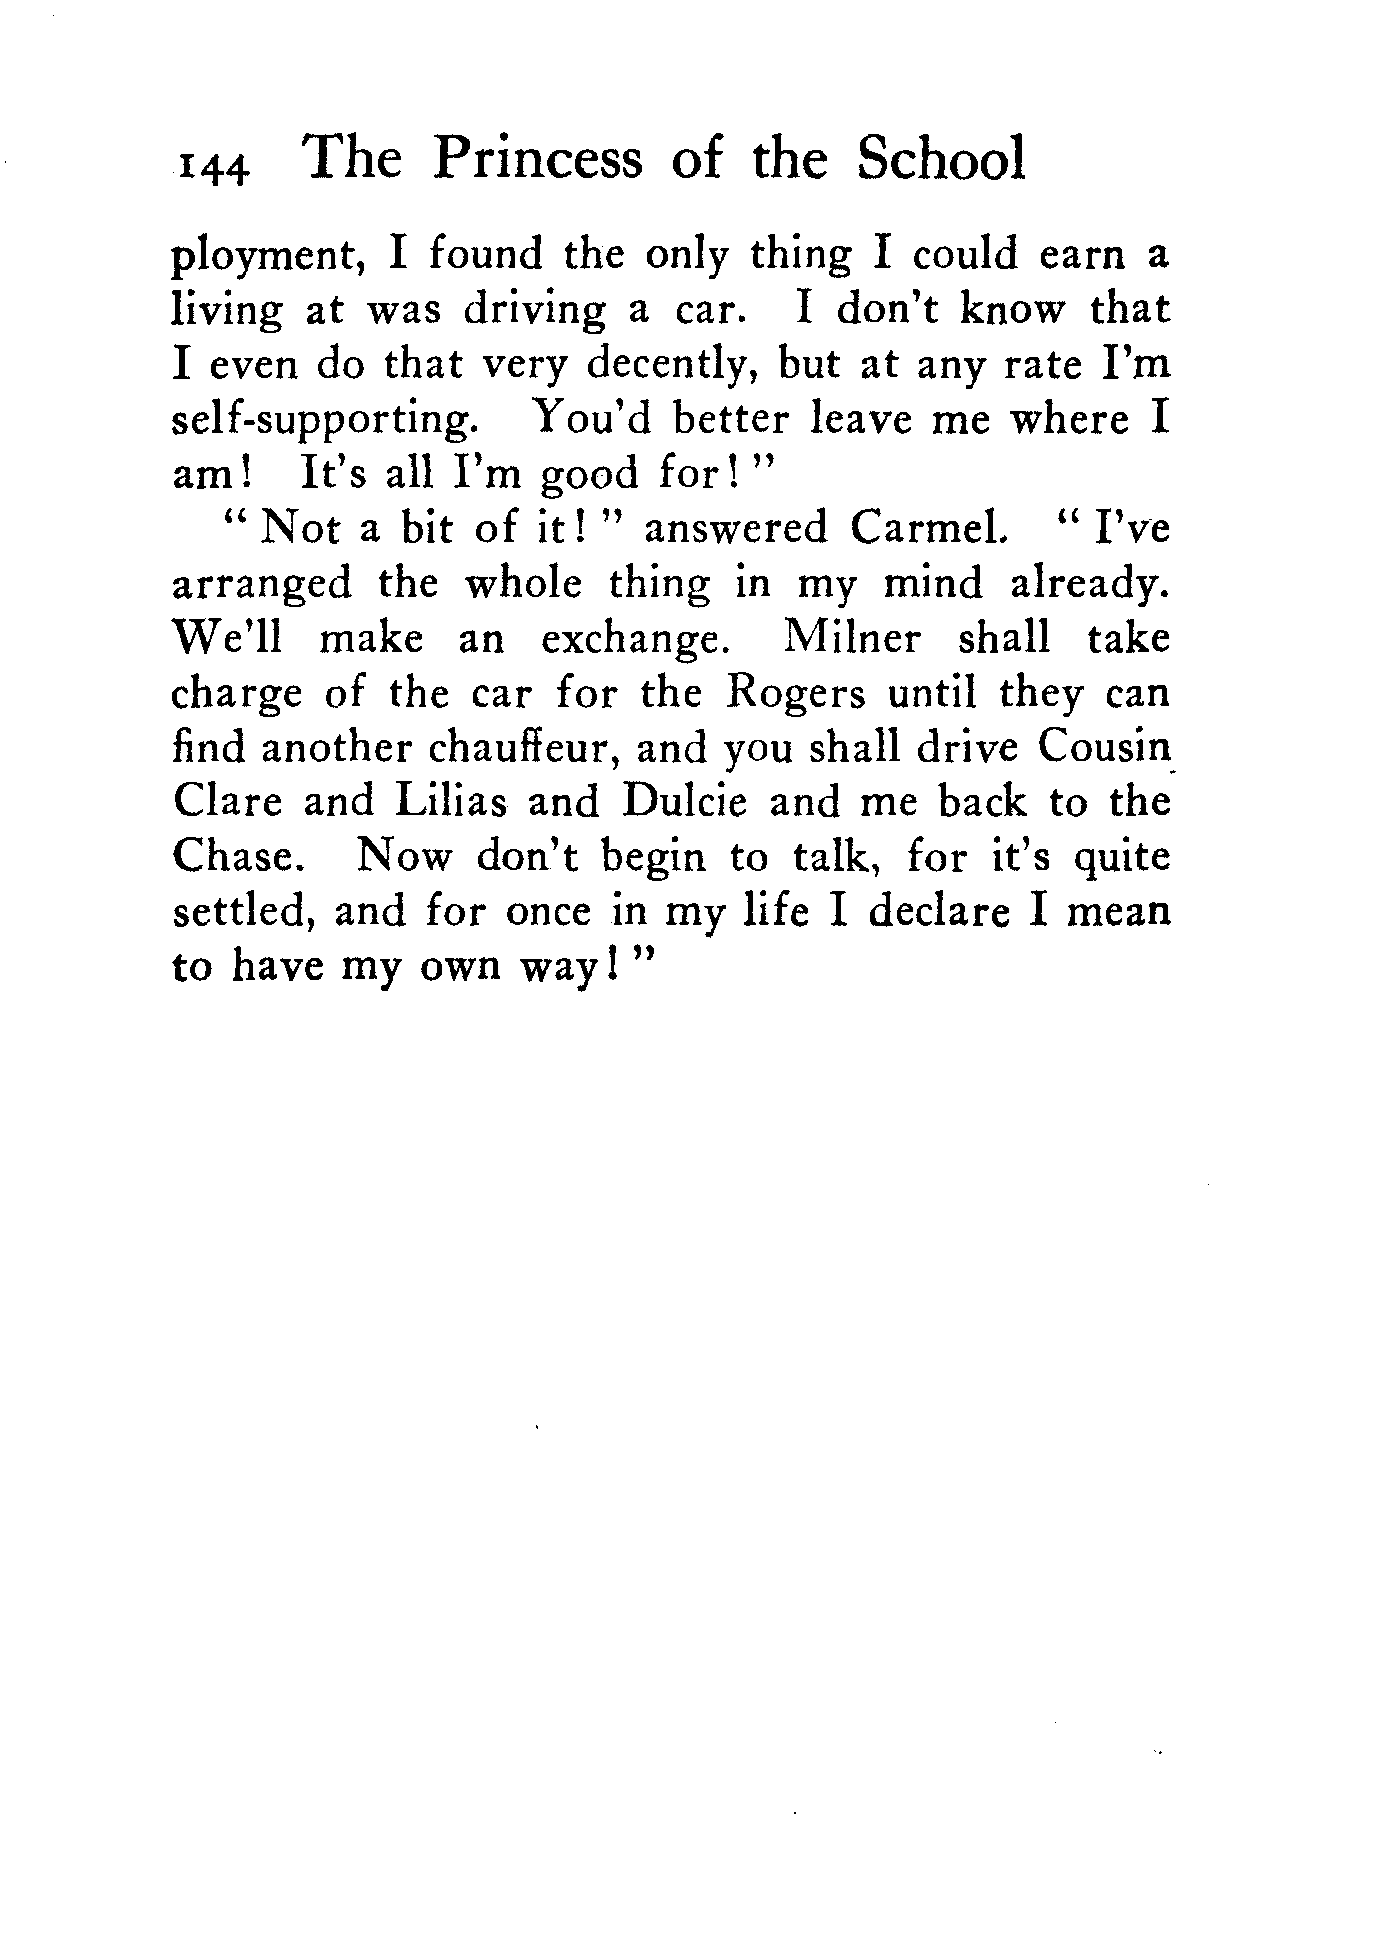 144 The Princess of the School
ployment, I found the only thing I could earn a
living at was driving a car. I don't know that
I even do that very decently, but at any rate I'm
self-supporting. You'd better leave me where I
am! It's all I'm good for! "
" Not a bit of it! " answered Carmel. " I've
arranged the whole thing in my mind already.
We'll make an exchange. Milner shall take
charge of the car for the Rogers until they can
find another chauffeur, and you shall drive Cousin
Clare and Lilias and Dulcie and me back to the
Chase. Now don't begin to talk, for it's quite
settled, and for once in my life I declare I mean
to have my own way! "